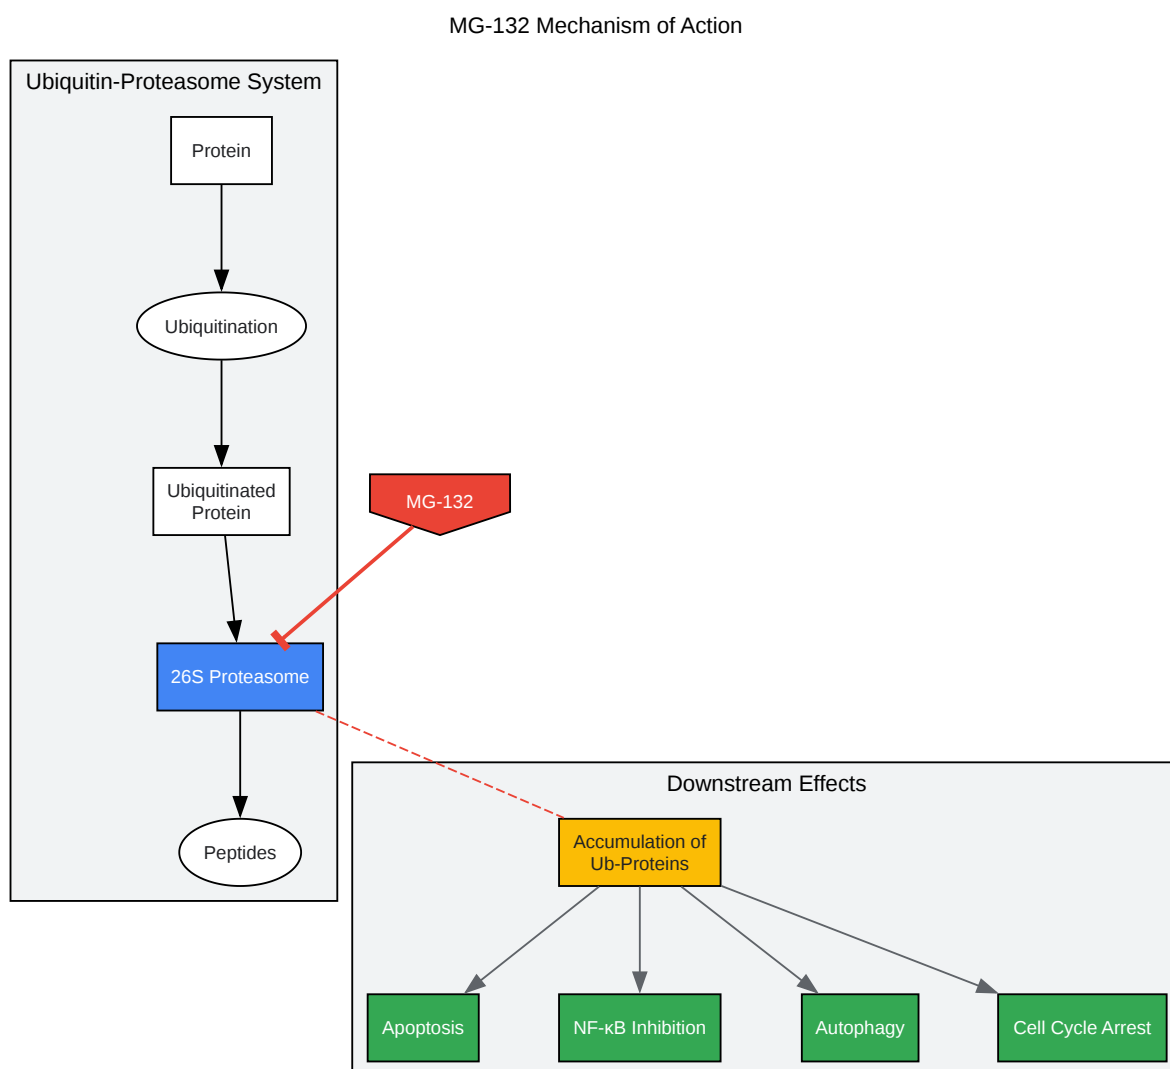 MG-132 Mechanism of Action
Ubiquitin-Proteasome System
Protein
Ubiquitination
Ubiquitinated
Protein
MG-132
26S Proteasome
Peptides
Downstream Effects
Accumulation of
Ub-Proteins
Apoptosis
NF-κB Inhibition
Autophagy
Cell Cycle Arrest